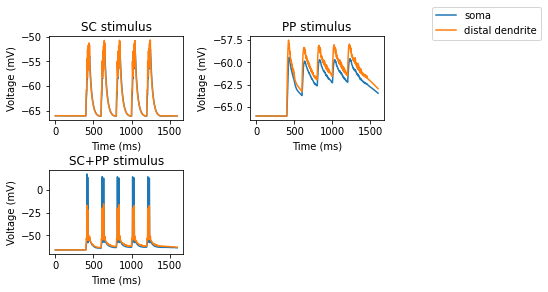 SC stimulus
Voltage (mV)
−50
−55
−60
−65
0 500 1000 1500
Time (ms)
PP stimulus
Voltage (mV)
−57.5
−60.0
−62.5
−65.0
0 500 1000 1500
Time (ms)
soma
distal dendrite
SC+PP stimulus
Voltage (mV)
0
−25
−50
0 500 1000 1500
Time (ms)